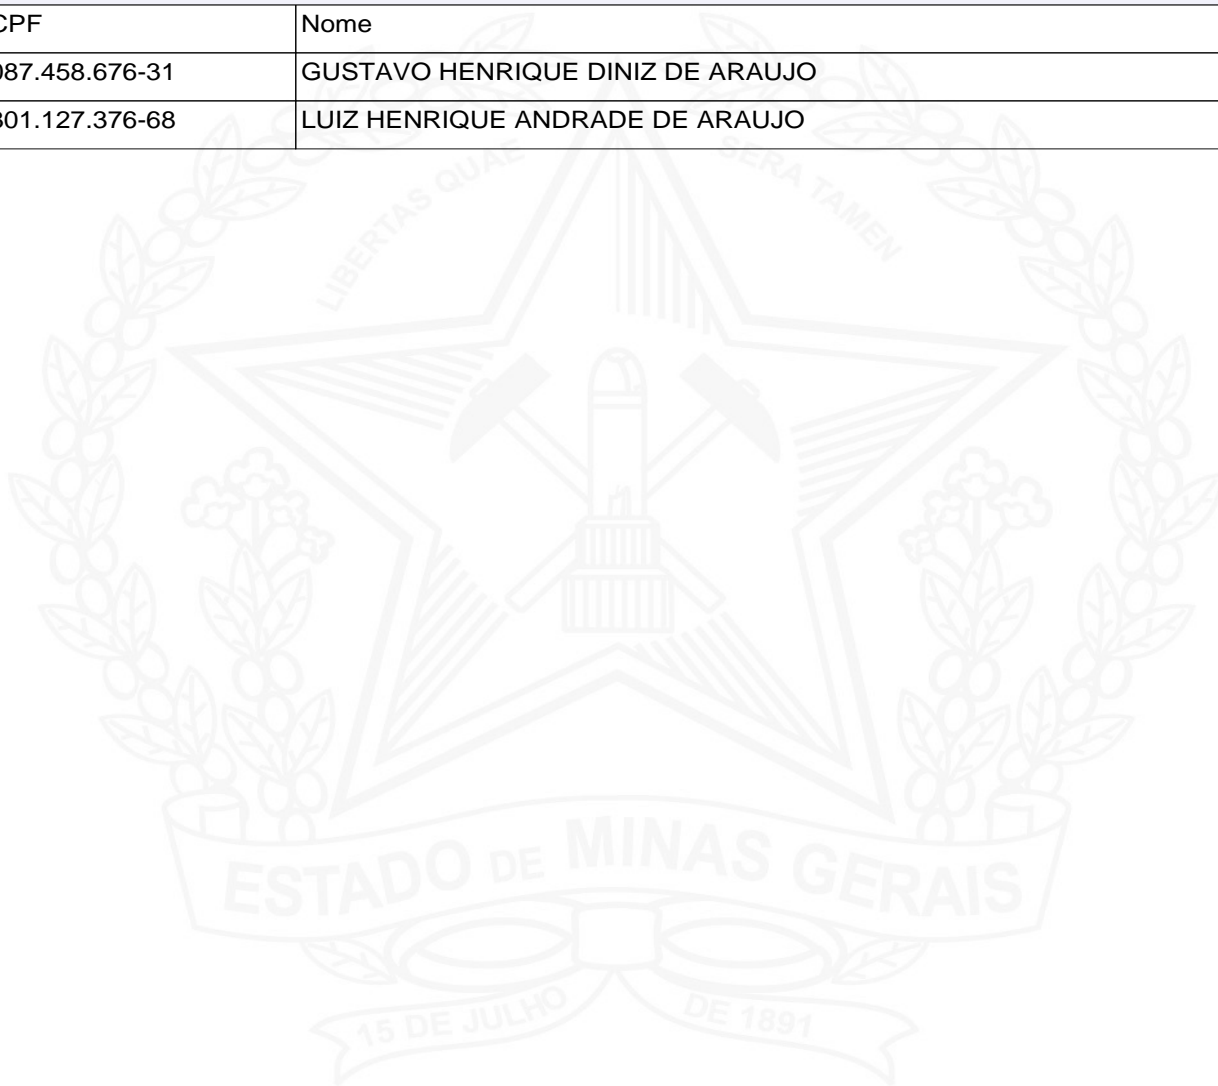 CPF Nome
087.458.676-31 GUSTAVO HENRIQUE DINIZ DE ARAUJO
801.127.376-68 LUIZ HENRIQUE ANDRADE DE ARAUJO
LIBERTAS QUAE SERA TAMEN
ESTADO DE MINAS GERAIS
15 DE JULHO DE 1891